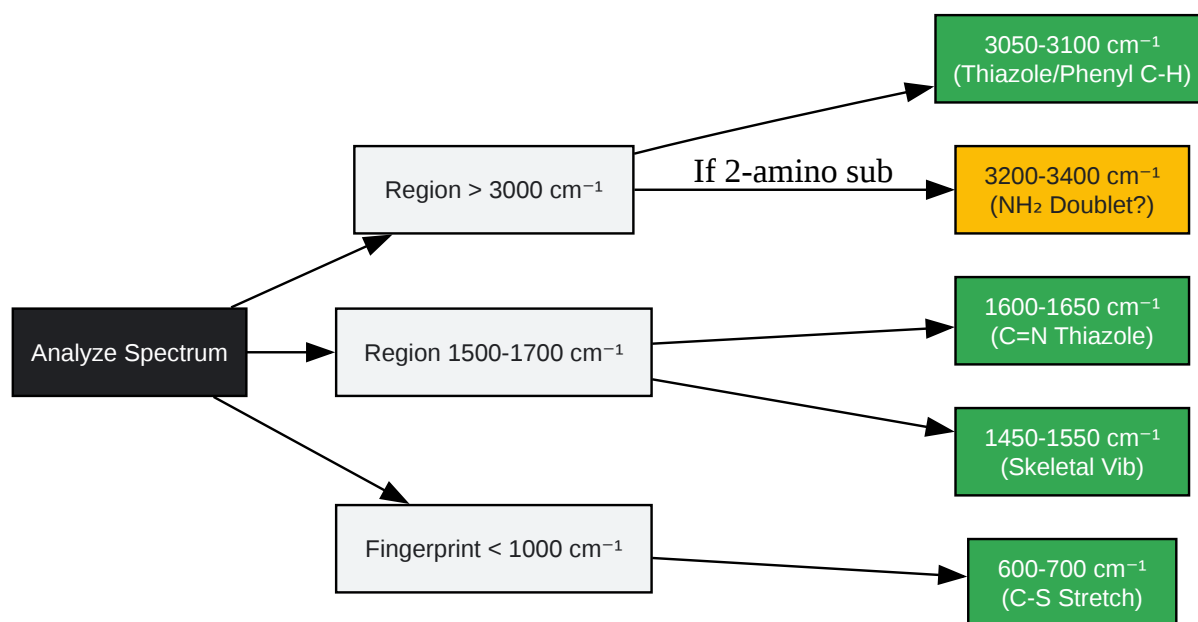 3050-3100 cm⁻¹
(Thiazole/Phenyl C-H)
Region > 3000 cm⁻¹
If 2-amino sub
3200-3400 cm⁻¹
(NH₂ Doublet?)
Analyze Spectrum
Region 1500-1700 cm⁻¹
1600-1650 cm⁻¹
(C=N Thiazole)
1450-1550 cm⁻¹
(Skeletal Vib)
Fingerprint < 1000 cm⁻¹
600-700 cm⁻¹
(C-S Stretch)